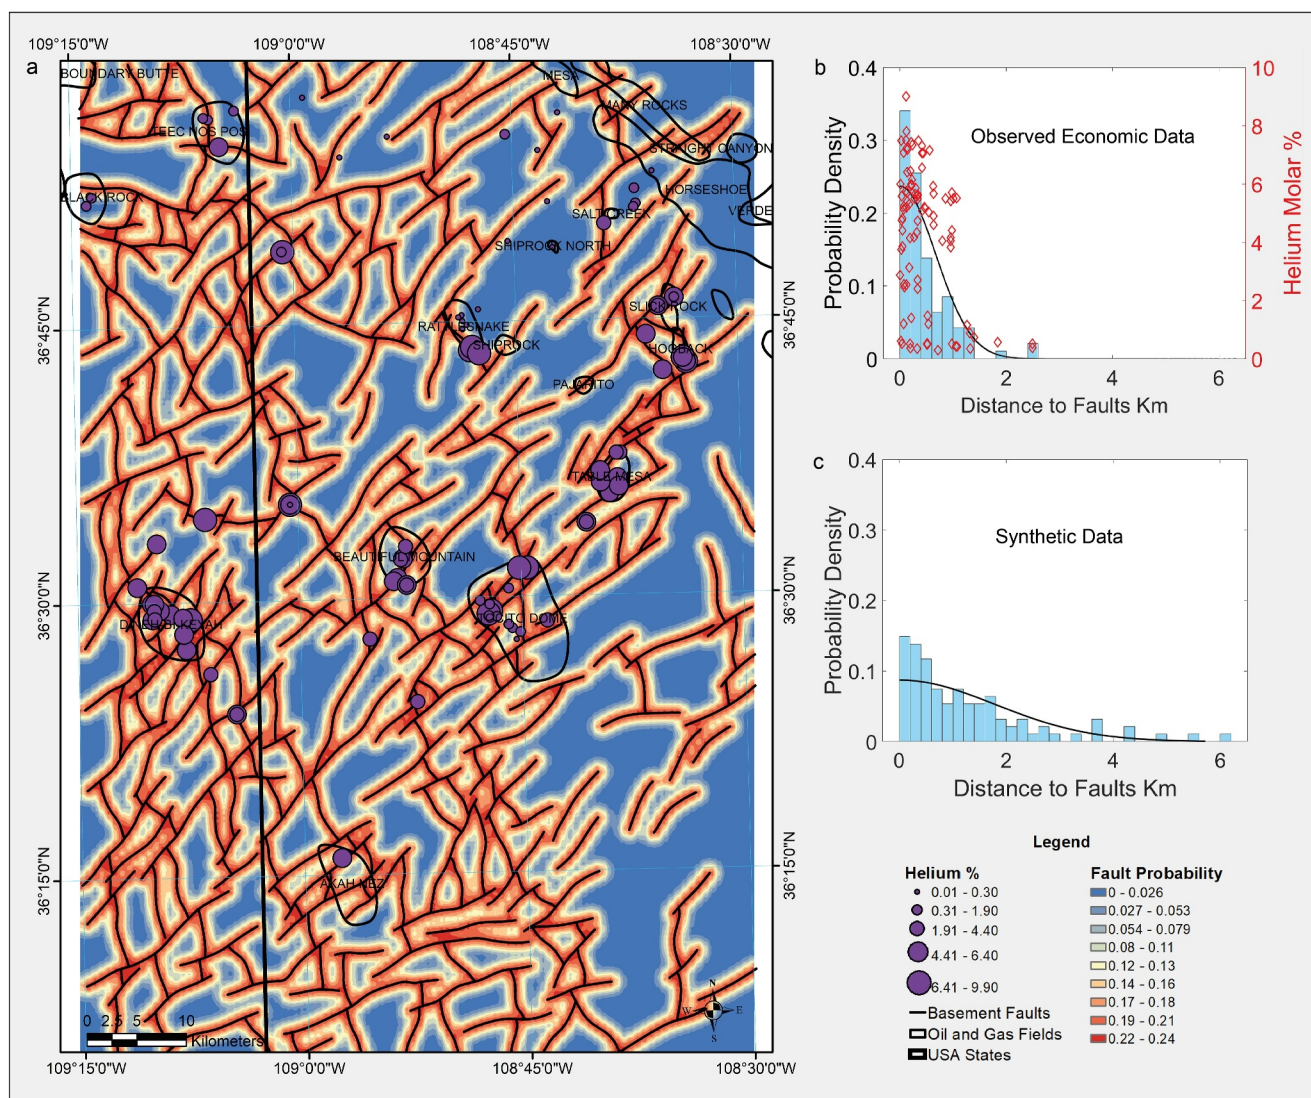 109°15'0"W 109°0'0"W 108°45'0"W 108°30'0"W
a
BOUNDARY BUTTE
MESA
MANY ROCKS
TEEC NOS POS
STRAIGHT CANYON
BLACK ROCK
HORSESHOE
VERDE
SALT CREEK
SHIPROCK NORTH
SLICK ROCK
RATTLESNAKE
SHIPROCK
HOGBACK
PAJARITO
TABLE MESA
BEAUTIFUL MOUNTAIN
TOCITO DOME
DINEH BI KEYAH
AKAH NEZ
36°45'0"N
36°30'0"N
36°15'0"N
36°45'0"N
36°30'0"N
36°15'0"N
N
W E
S
0 2.5 5 10
Kilometers
109°15'0"W 109°0'0"W 108°45'0"W 108°30'0"W
b
Observed Economic Data
Probability Density
0.4
0.3
0.2
0.1
0
10
8
6
4
2
0
Helium Molar %
0 2 4 6
Distance to Faults Km
c
Synthetic Data
Probability Density
0.4
0.3
0.2
0.1
0
0 2 4 6
Distance to Faults Km
Legend
Helium %
0.01 - 0.30
0.31 - 1.90
1.91 - 4.40
4.41 - 6.40
6.41 - 9.90
Basement Faults
Oil and Gas Fields
USA States
Fault Probability
0 - 0.026
0.027 - 0.053
0.054 - 0.079
0.08 - 0.11
0.12 - 0.13
0.14 - 0.16
0.17 - 0.18
0.19 - 0.21
0.22 - 0.24